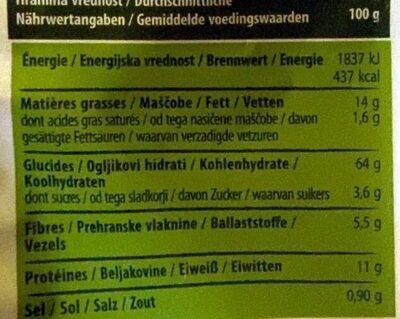 Hranilna vrednost / Durchschnittliche
Nährwertangaben / Gemiddelde voedingswaarden 100 g
Énergie / Energijska vrednost / Brennwert / Energie 1837 kJ
437 kcal
Matières grasses / Maščobe / Fett / Vetten 14 g
dont acides gras saturés / od tega nasičene maščobe / davon 1,6 g
gesättigte Fettsäuren / waarvan verzadigde vetzuren
Glucides / Ogljikovi hidrati / Kohlenhydrate / 64 g
Koolhydraten
dont sucres / od tega sladkorji / davon Zucker / waarvan suikers 3,6 g
Fibres / Prehranske vlaknine / Ballaststoffe / 5,5 g
Vezels
Protéines / Beljakovine / Eiweiß / Eiwitten 11 g
Sel / Sol / Salz / Zout 0,90 g